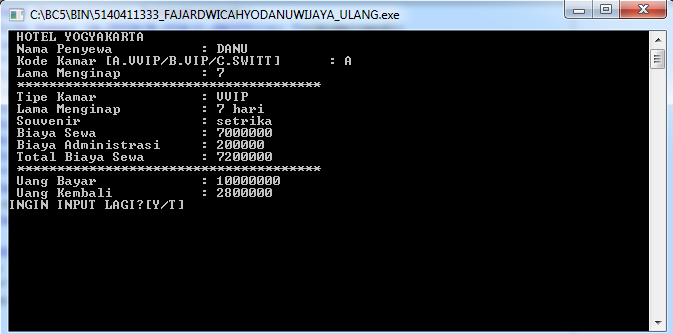 C:\BC5\BIN\5140411333_FAJARDWICAHYODANUWIJAYA_ULANG.exe
HOTEL YOGYAKARTA
Nama Penyewa : DANU
Kode Kamar [A.VVIP/B.VIP/C.SWITT] : A
Lama Menginap : 7
****************************************
Tipe Kamar : VVIP
Lama Menginap : 7 hari
Souvenir : setrika
Biaya Sewa : 7000000
Biaya Administrasi : 200000
Total Biaya Sewa : 7200000
****************************************
Uang Bayar : 10000000
Uang Kembali : 2800000
INGIN INPUT LAGI?[Y/T]